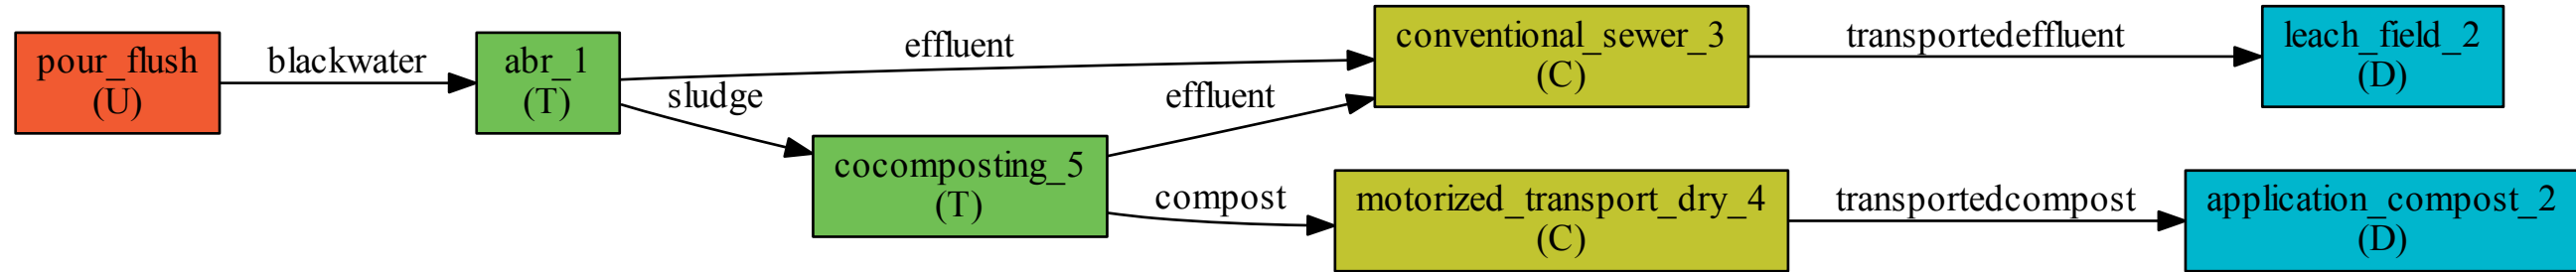 pour_flush
(U)
blackwater
abr_1
(T)
effluent
sludge
cocomposting_5
(T)
effluent
compost
conventional_sewer_3
(C)
motorized_transport_dry_4
(C)
transportedeffluent
transportedcompost
leach_field_2
(D)
application_compost_2
(D)